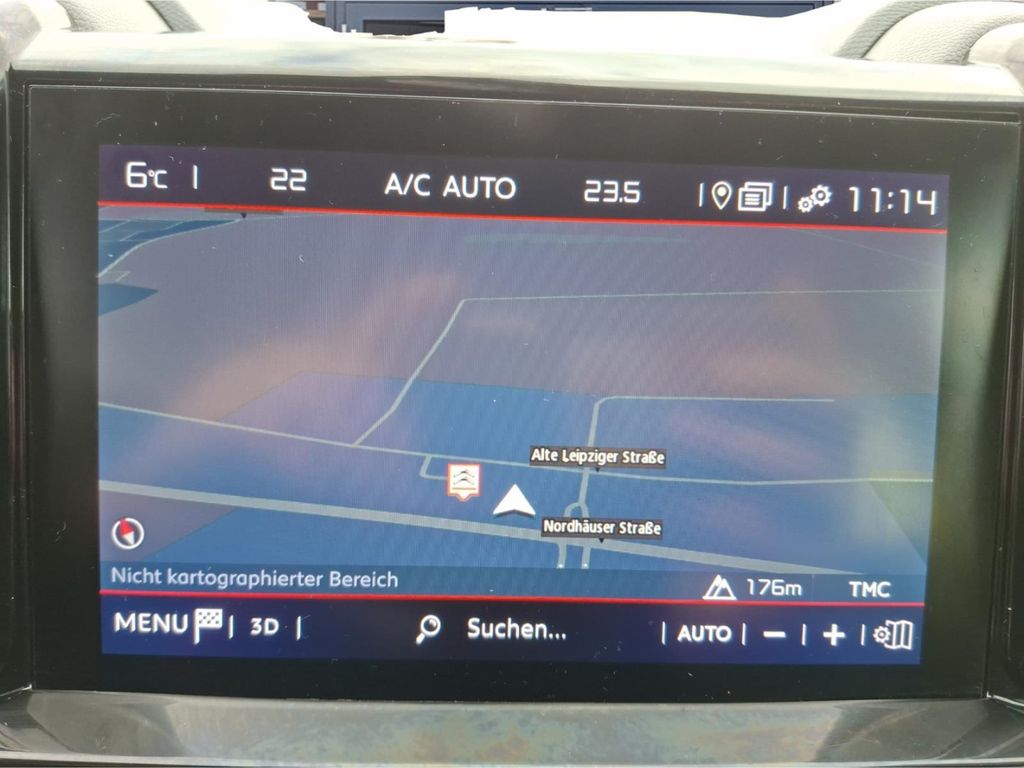 6°C 22 A/C AUTO 23.5 11:14
Alte Leipziger Straße
Nordhäuser Straße
Nicht kartographierter Bereich 176m TMC
MENU 3D Suchen... AUTO − +